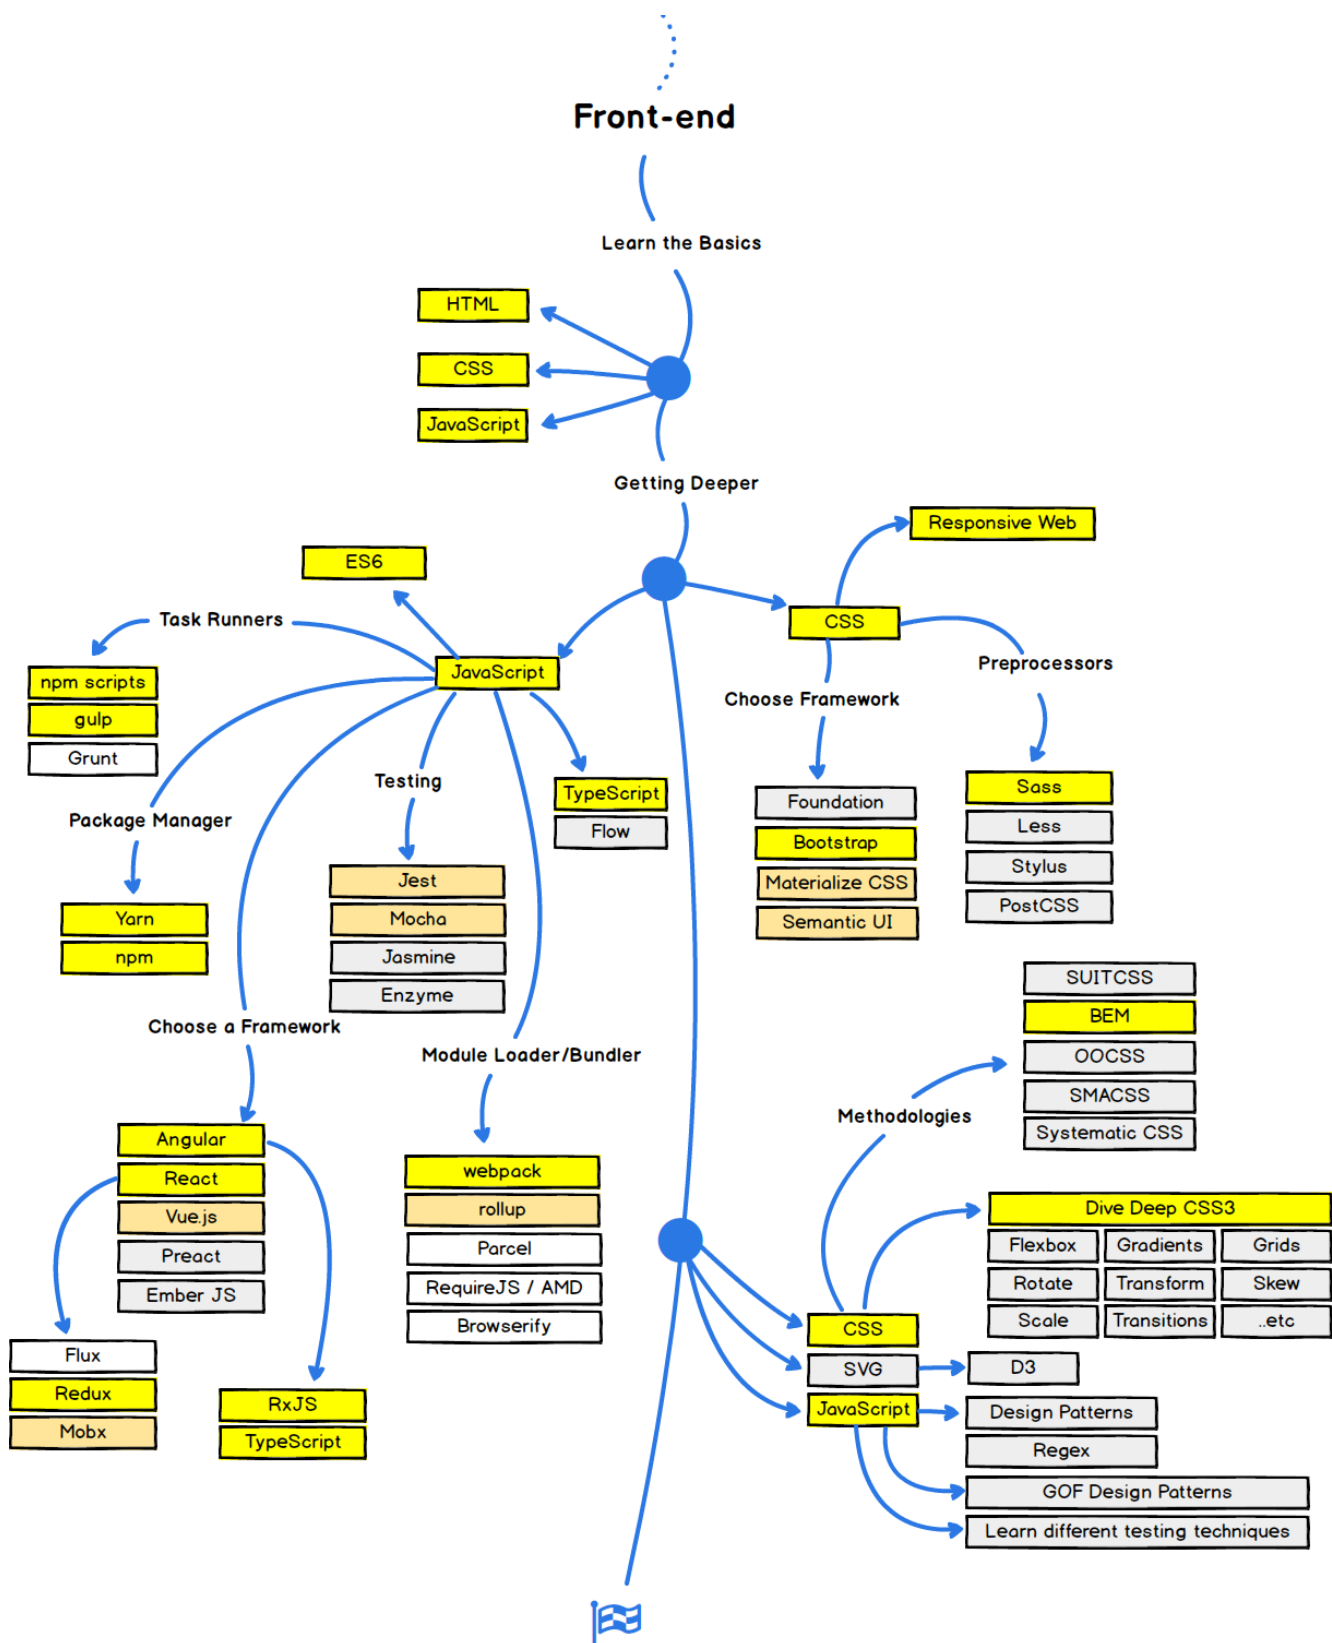 Front-end
Learn the Basics
HTML
CSS
JavaScript
Getting Deeper
Responsive Web
ES6
Task Runners
CSS
JavaScript
Preprocessors
npm scripts
gulp
Grunt
Choose Framework
Testing
TypeScript
Flow
Foundation
Bootstrap
Materialize CSS
Semantic UI
Sass
Less
Stylus
PostCSS
Package Manager
Yarn
npm
Jest
Mocha
Jasmine
Enzyme
SUITCSS
BEM
OOCSS
SMACSS
Systematic CSS
Choose a Framework
Module Loader/Bundler
Methodologies
Angular
React
Vue.js
Preact
Ember JS
webpack
rollup
Parcel
RequireJS / AMD
Browserify
Dive Deep CSS3
Flexbox Gradients Grids
Rotate Transform Skew
Scale Transitions ..etc
Flux
Redux
Mobx
RxJS
TypeScript
CSS
SVG
JavaScript
D3
Design Patterns
Regex
GOF Design Patterns
Learn different testing techniques